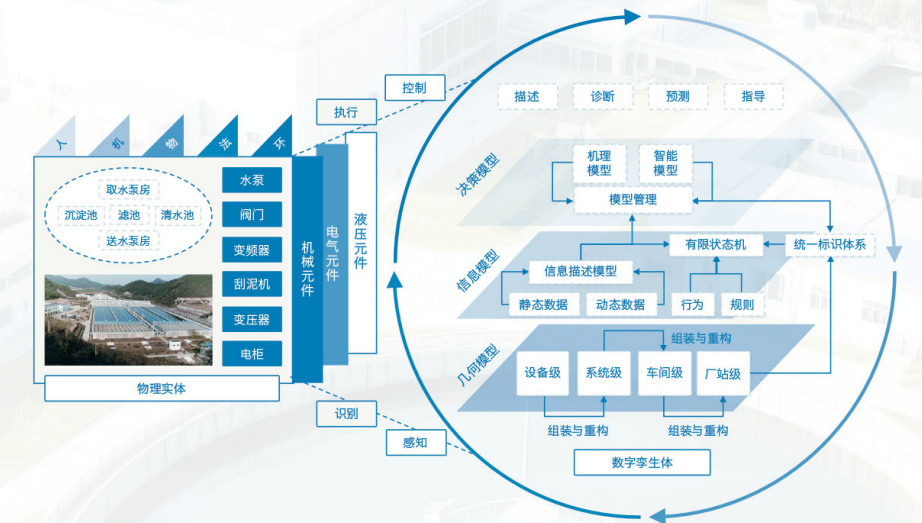 人 机 物 法 环
取水泵房
沉淀池 滤池 清水池
送水泵房
水泵
阀门
变频器
刮泥机
变压器
电柜
机械元件
电气元件
液压元件
物理实体
执行
控制
识别
感知
描述 诊断 预测 指导
决策模型
机理
模型
智能
模型
模型管理
信息模型
有限状态机
统一标识体系
信息描述模型
静态数据 动态数据 行为 规则
几何模型
组装与重构
设备级 系统级 车间级 厂站级
组装与重构 组装与重构
数字孪生体